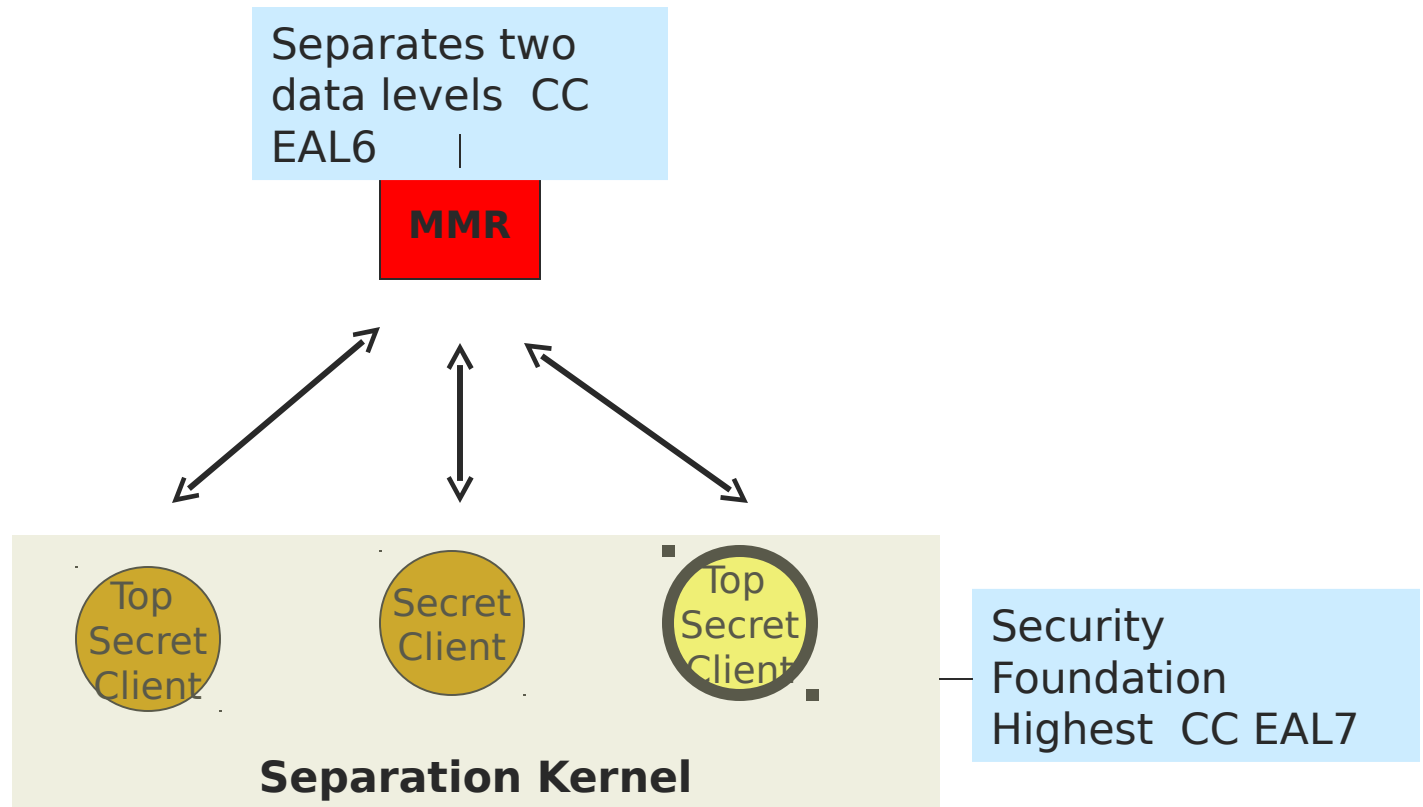 Separates two
data levels  CC
EAL6
MMR
Top
Secret
Client
Secret
Client
Top
Secret
Client
Security
Foundation
Highest  CC EAL7
Separation Kernel